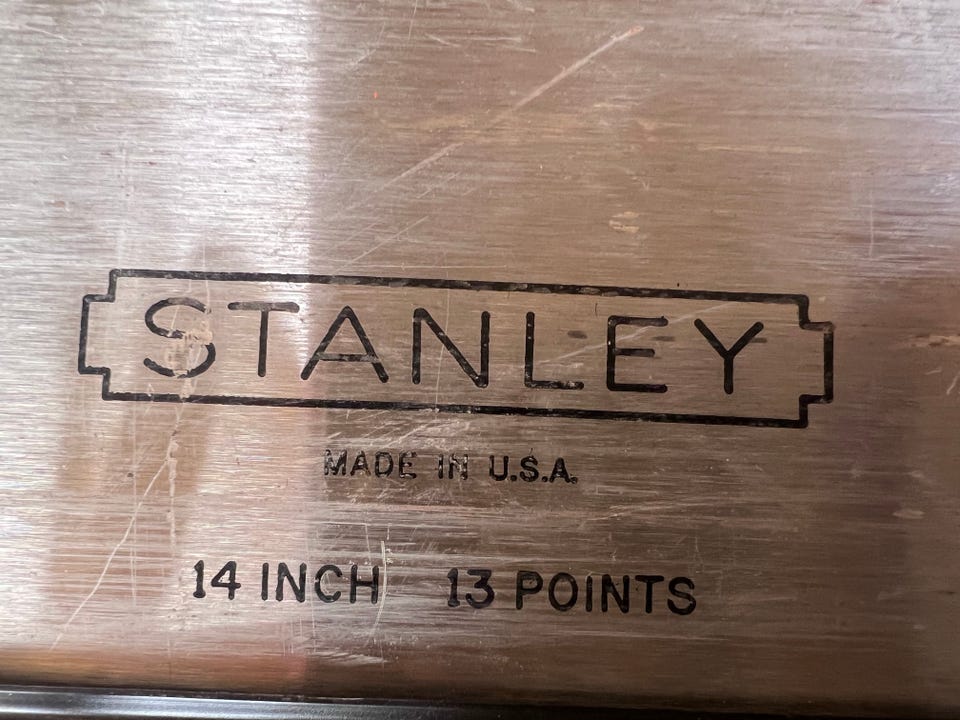 STANLEY
MADE IN U.S.A.
14 INCH 13 POINTS